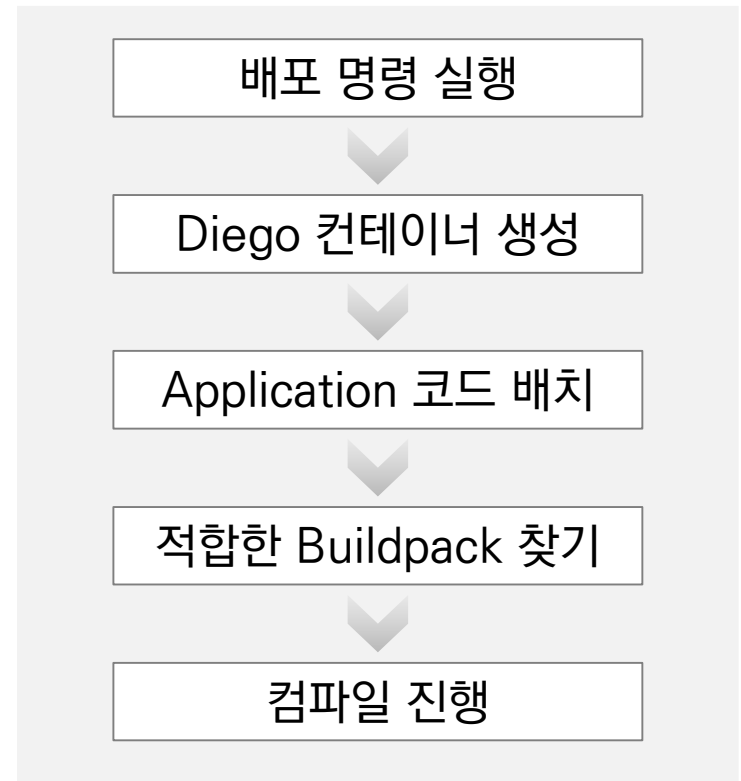 배포 명령 실행
Diego 컨테이너 생성
Application 코드 배치
적합한 Buildpack 찾기
컴파일 진행